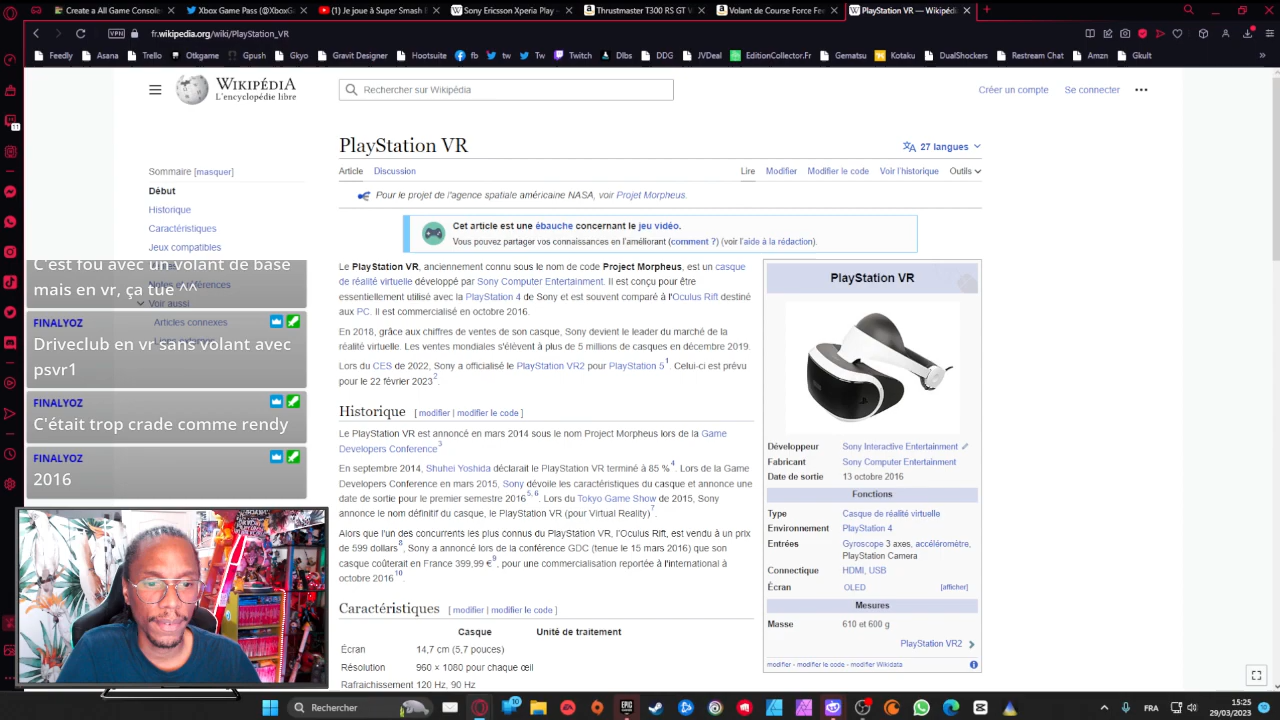 Create a All Game Console
Xbox Game Pass (@XboxG
(1) Je joue à Super Smash
Sony Ericsson Xperia Play
Thrustmaster T300 RS GT
Volant de Course Force Fe
PlayStation VR — Wikipéd
VPN
fr.wikipedia.org/wiki/PlayStation_VR
Feedly
Asana
Trello
Otkgame
Gpush
Gkyo
Gravit Designer
Hootsuite
fb
tw
Tw
Twitch
Dlbs
DDG
JVDeal
EditionCollector.Fr
Gematsu
Kotaku
DualShockers
Restream Chat
Amzn
Gkult
WIKIPÉDIA
L'encyclopédie libre
Rechercher sur Wikipédia
Créer un compte
Se connecter
PlayStation VR
27 langues
Article
Discussion
Lire
Modifier
Modifier le code
Voir l'historique
Outils
Sommaire [masquer]
Début
Historique
Caractéristiques
Jeux compatibles
Voir aussi
Articles connexes
Pour le projet de l'agence spatiale américaine NASA, voir Projet Morpheus.
Cet article est une ébauche concernant le jeu vidéo.
Vous pouvez partager vos connaissances en l'améliorant (comment ?) (voir l'aide à la rédaction).
Le PlayStation VR, anciennement connu sous le nom de code Project Morpheus, est un casque
de réalité virtuelle développé par Sony Computer Entertainment. Il est conçu pour être
essentiellement utilisé avec la PlayStation 4 de Sony et est souvent comparé à l'Oculus Rift destiné
aux PC. Il est commercialisé en octobre 2016.
En 2018, grâce aux chiffres de ventes de son casque, Sony devient le leader du marché de la
réalité virtuelle. Les ventes mondiales s'élèvent à plus de 5 millions de casques en décembre 2019.
Lors du CES de 2022, Sony a officialisé le PlayStation VR2 pour PlayStation 5 1. Celui-ci est prévu
pour le 22 février 2023 2.
Historique [ modifier | modifier le code ]
Le PlayStation VR est annoncé en mars 2014 sous le nom Project Morpheus lors de la Game
Developers Conference 3
En septembre 2014, Shuhei Yoshida déclarait le PlayStation VR terminé à 85 % 4. Lors de la Game
Developers Conference en mars 2015, Sony dévoile les caractéristiques du casque et annonce une
date de sortie pour le premier semestre 2016 5, 6. Lors du Tokyo Game Show de 2015, Sony
annonce le nom définitif du casque, le PlayStation VR (pour Virtual Reality) 7.
Alors que l'un des concurrents les plus connus du PlayStation VR, l'Oculus Rift, est vendu à un prix
de 599 dollars 8, Sony a annoncé lors de la conférence GDC (tenue le 15 mars 2016) que son
casque coûterait en France 399,99 € 9, pour une commercialisation reportée à l'international à
octobre 2016 10
Caractéristiques [ modifier | modifier le code ]
Casque
Unité de traitement
Écran 14,7 cm (5,7 pouces)
Résolution 960 × 1080 pour chaque œil
Rafraichissement 120 Hz, 90 Hz
PlayStation VR
Développeur Sony Interactive Entertainment
Fabricant Sony Computer Entertainment
Date de sortie 13 octobre 2016
Fonctions
Type Casque de réalité virtuelle
Environnement PlayStation 4
Entrées Gyroscope 3 axes, accéléromètre,
PlayStation Camera
Connectique HDMI, USB
Écran OLED [afficher]
Mesures
Masse 610 et 600 g
PlayStation VR2
modifier - modifier le code - modifier Wikidata
C'est fou avec un volant de base
mais en vr, ça tue ^^
FINALYOZ
Driveclub en vr sans volant avec
psvr1
FINALYOZ
C'était trop crade comme rendy
FINALYOZ
2016
11
Rechercher
10
EPIC
FRA
15:25
29/03/2023